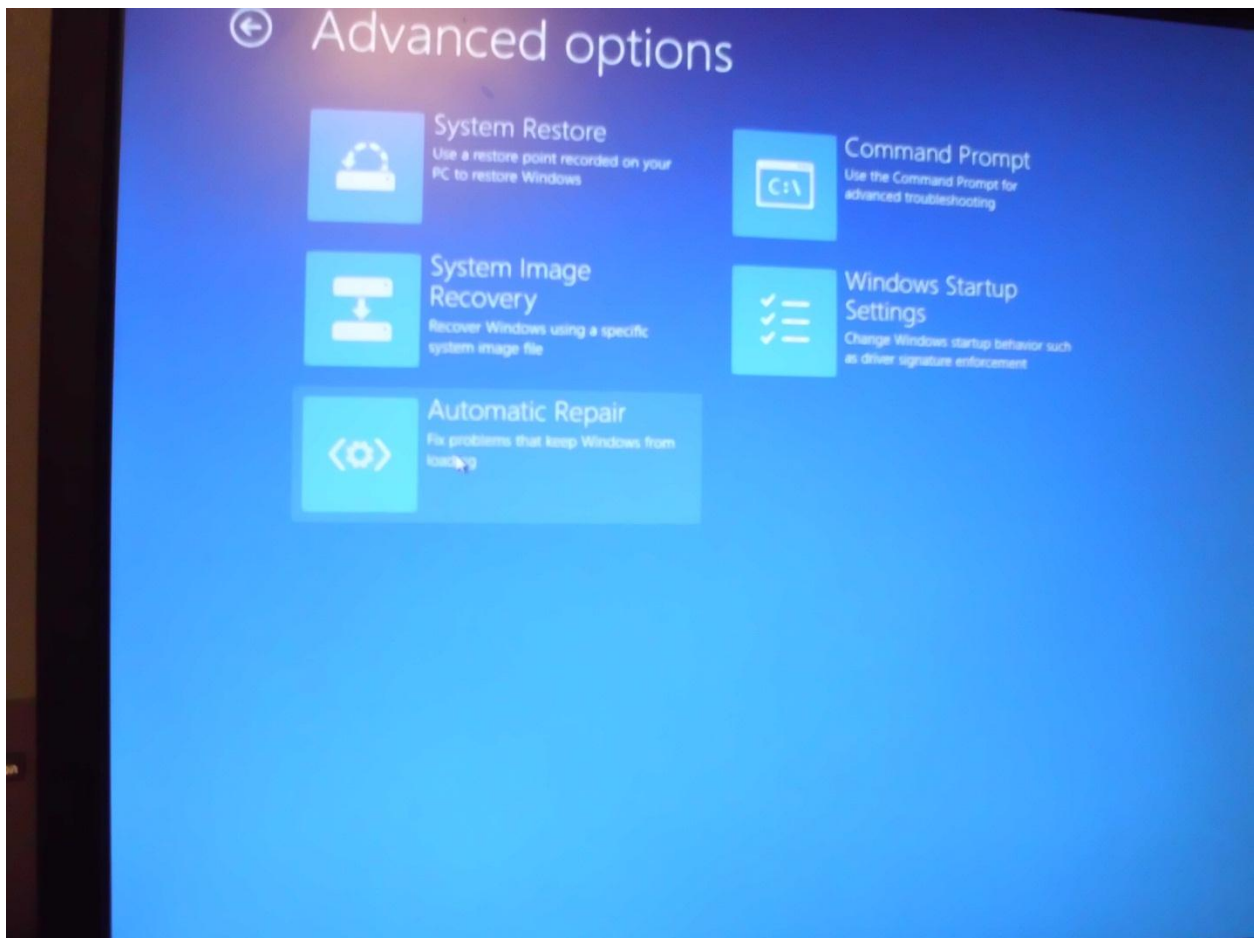 Advanced options
System Restore
Use a restore point recorded on your
PC to restore Windows
System Image
Recovery
Recover Windows using a specific
system image file
Automatic Repair
Fix problems that keep Windows from
loading
Command Prompt
Use the Command Prompt for
advanced troubleshooting
C:\
Windows Startup
Settings
Change Windows startup behavior such
as driver signature enforcement